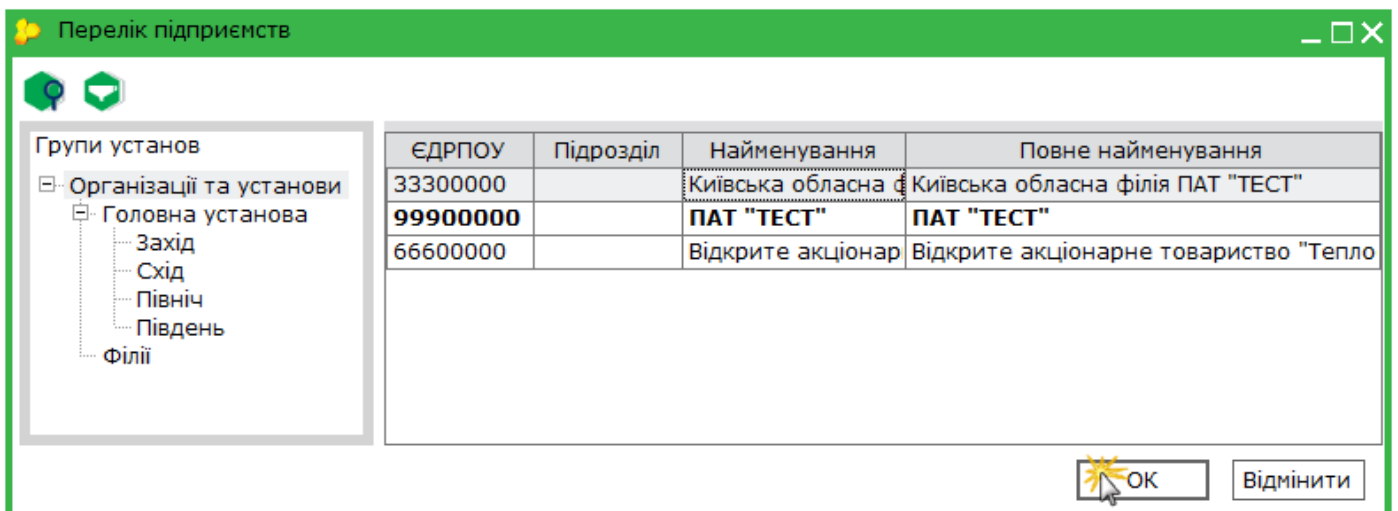 Перелік підприємств
Групи установ
Організації та установи
Головна установа
Захід
Схід
Північ
Південь
Філії
ЄДРПОУ Підрозділ Найменування Повне найменування
33300000 Київська обласна ф Київська обласна філія ПАТ "ТЕСТ"
99900000 ПАТ "ТЕСТ" ПАТ "ТЕСТ"
66600000 Відкрите акціонар Відкрите акціонарне товариство "Тепло
ОК Відмінити